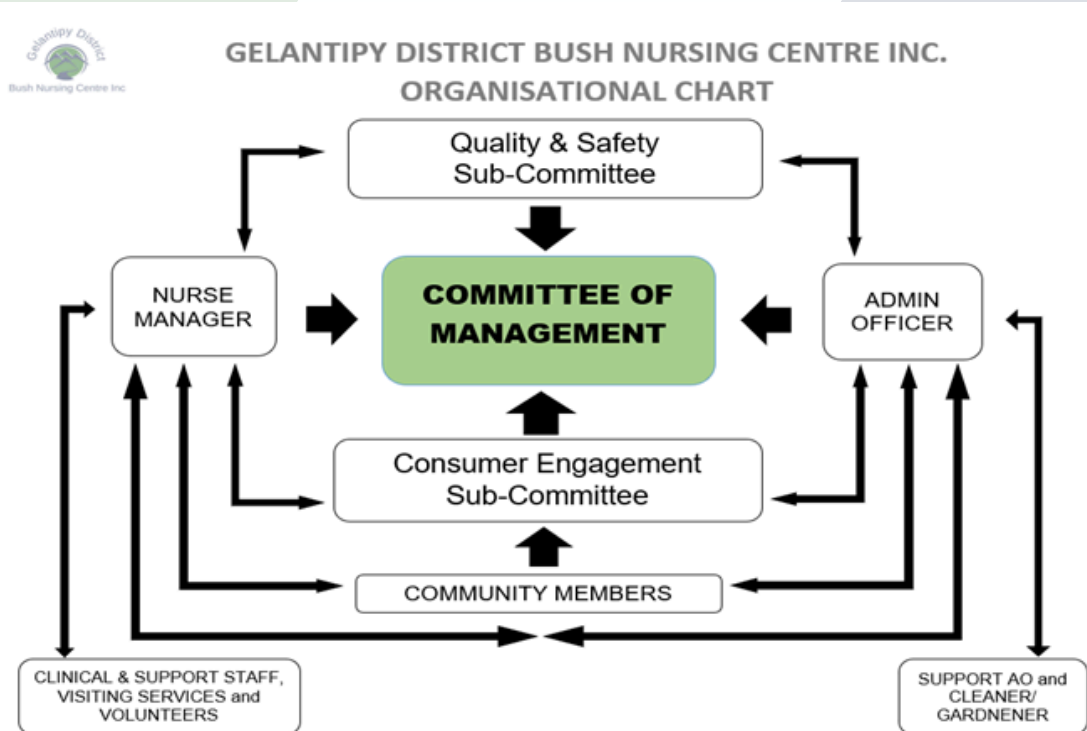 Gelantipy District
Bush Nursing Centre Inc
GELANTIPY DISTRICT BUSH NURSING CENTRE INC.
ORGANISATIONAL CHART
Quality & Safety
Sub-Committee
NURSE
MANAGER
COMMITTEE OF
MANAGEMENT
ADMIN
OFFICER
Consumer Engagement
Sub-Committee
COMMUNITY MEMBERS
CLINICAL & SUPPORT STAFF,
VISITING SERVICES and
VOLUNTEERS
SUPPORT AO and
CLEANER/
GARDNENER